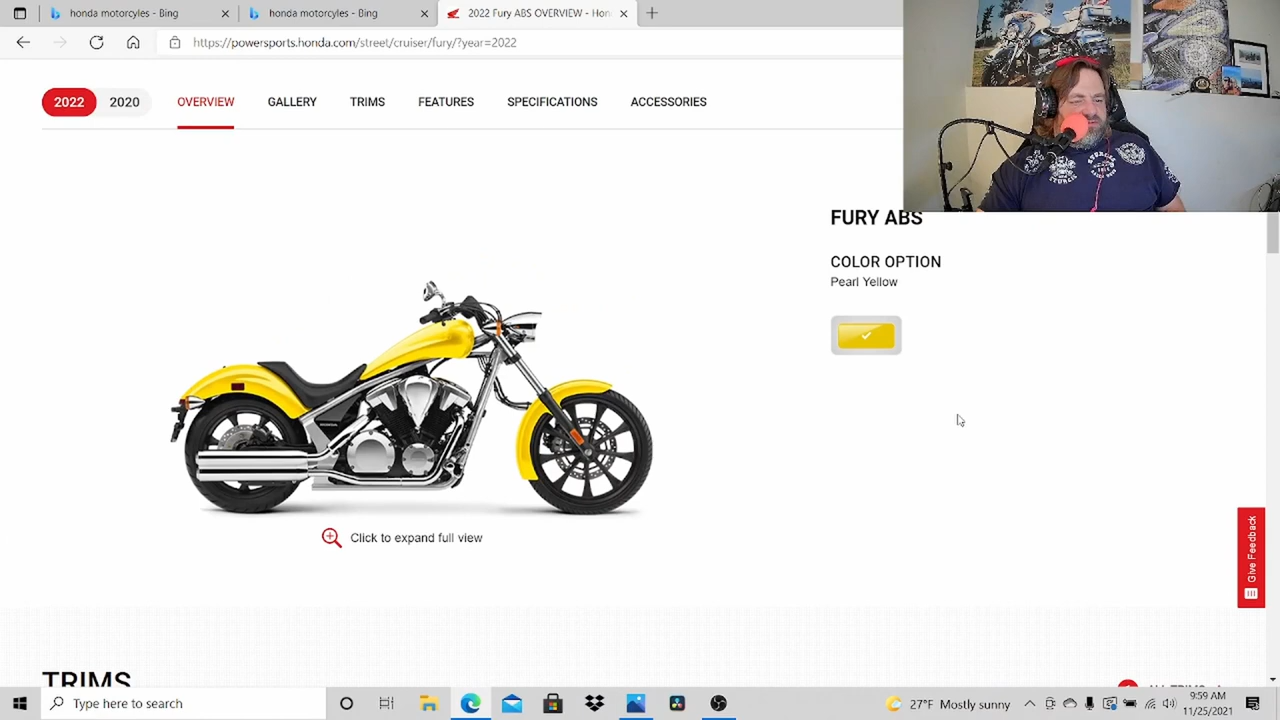 honda motorcyles - Bing
honda motorcyles - Bing
2022 Fury ABS OVERVIEW - Hon
https://powersports.honda.com/street/cruiser/fury/?year=2022
2022 2020 OVERVIEW GALLERY TRIMS FEATURES SPECIFICATIONS ACCESSORIES
FURY ABS
COLOR OPTION
Pearl Yellow
Click to expand full view
Give Feedback
TRIMS
Type here to search
27°F Mostly sunny
9:59 AM
11/25/2021